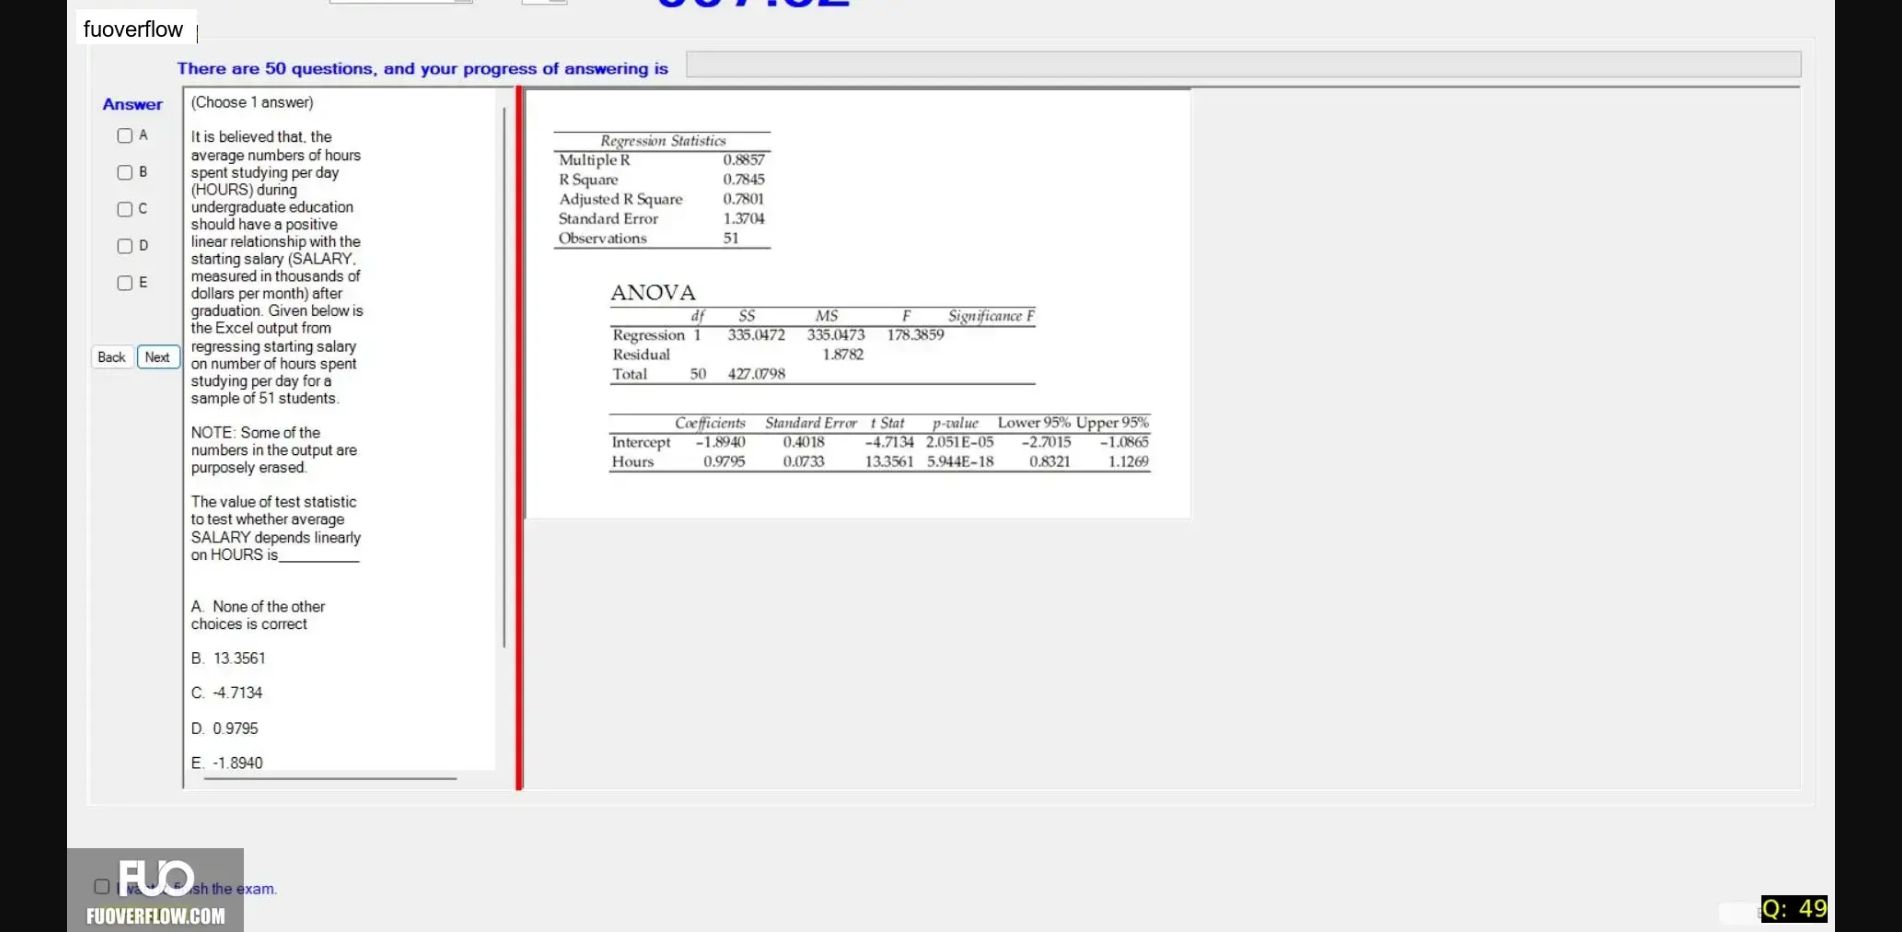 fuoverflow
There are 50 questions, and your progress of answering is
Answer
A
B
C
D
E
Back
Next
(Choose 1 answer)
It is believed that, the
average numbers of hours
spent studying per day
(HOURS) during
undergraduate education
should have a positive
linear relationship with the
starting salary (SALARY,
measured in thousands of
dollars per month) after
graduation. Given below is
the Excel output from
regressing starting salary
on number of hours spent
studying per day for a
sample of 51 students.
NOTE: Some of the
numbers in the output are
purposely erased.
The value of test statistic
to test whether average
SALARY depends linearly
on HOURS is__________
A. None of the other
choices is correct
B. 13.3561
C. -4.7134
D. 0.9795
E. -1.8940
Regression Statistics
Multiple R 0.8857
R Square 0.7845
Adjusted R Square 0.7801
Standard Error 1.3704
Observations 51
ANOVA
df SS MS F Significance F
Regression 1 335.0472 335.0473 178.3859
Residual 1.8782
Total 50 427.0798
Coefficients Standard Error t Stat p-value Lower 95% Upper 95%
Intercept −1.8940 0.4018 −4.7134 2.051E−05 −2.7015 −1.0865
Hours 0.9795 0.0733 13.3561 5.944E−18 0.8321 1.1269
FUO
the exam.
FUOVERFLOW.COM
Q: 49